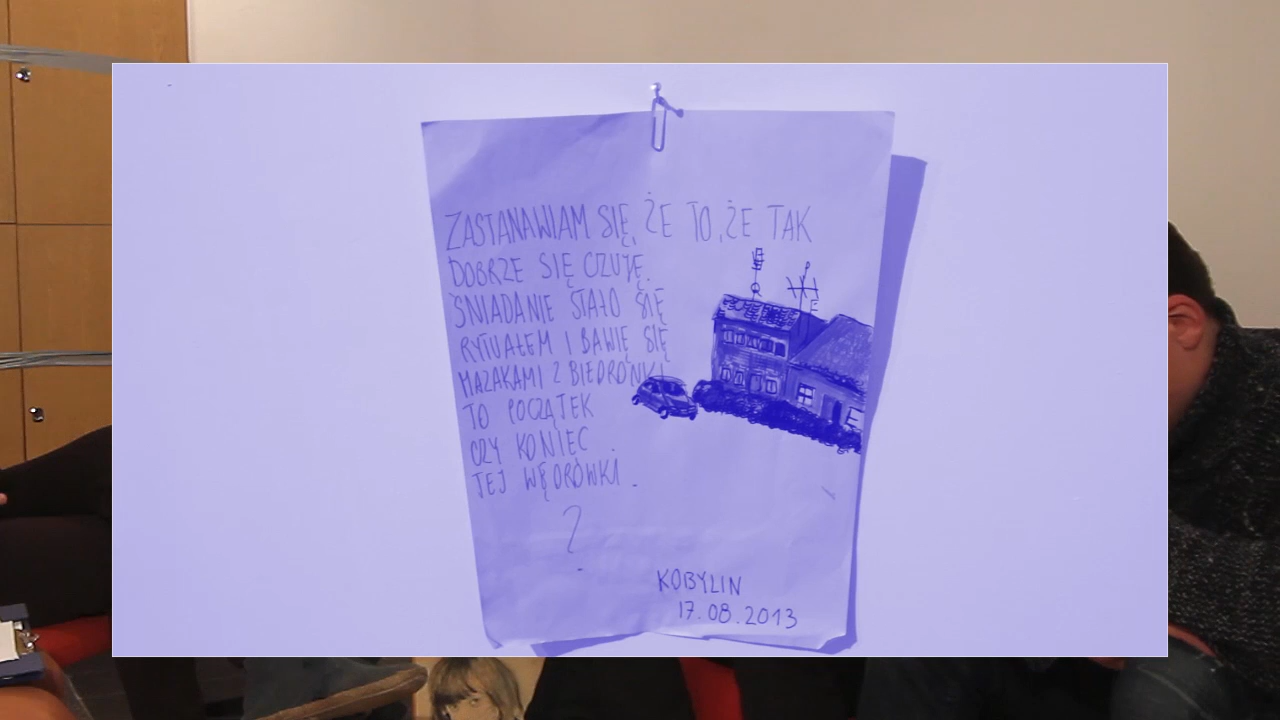 ZASTANAWIAM SIĘ, ŻE TO, ŻE TAK
DOBRZE SIĘ CZUJĘ.
ŚNIADANIE STAŁO SIĘ
RYTUAŁEM I BAWIĘ SIĘ
MAZAKAMI Z BIEDRONKI
TO POCZĄTEK
CZY KONIEC
TEJ WĘDRÓWKI.
?
KOBYLIN
17.08.2013